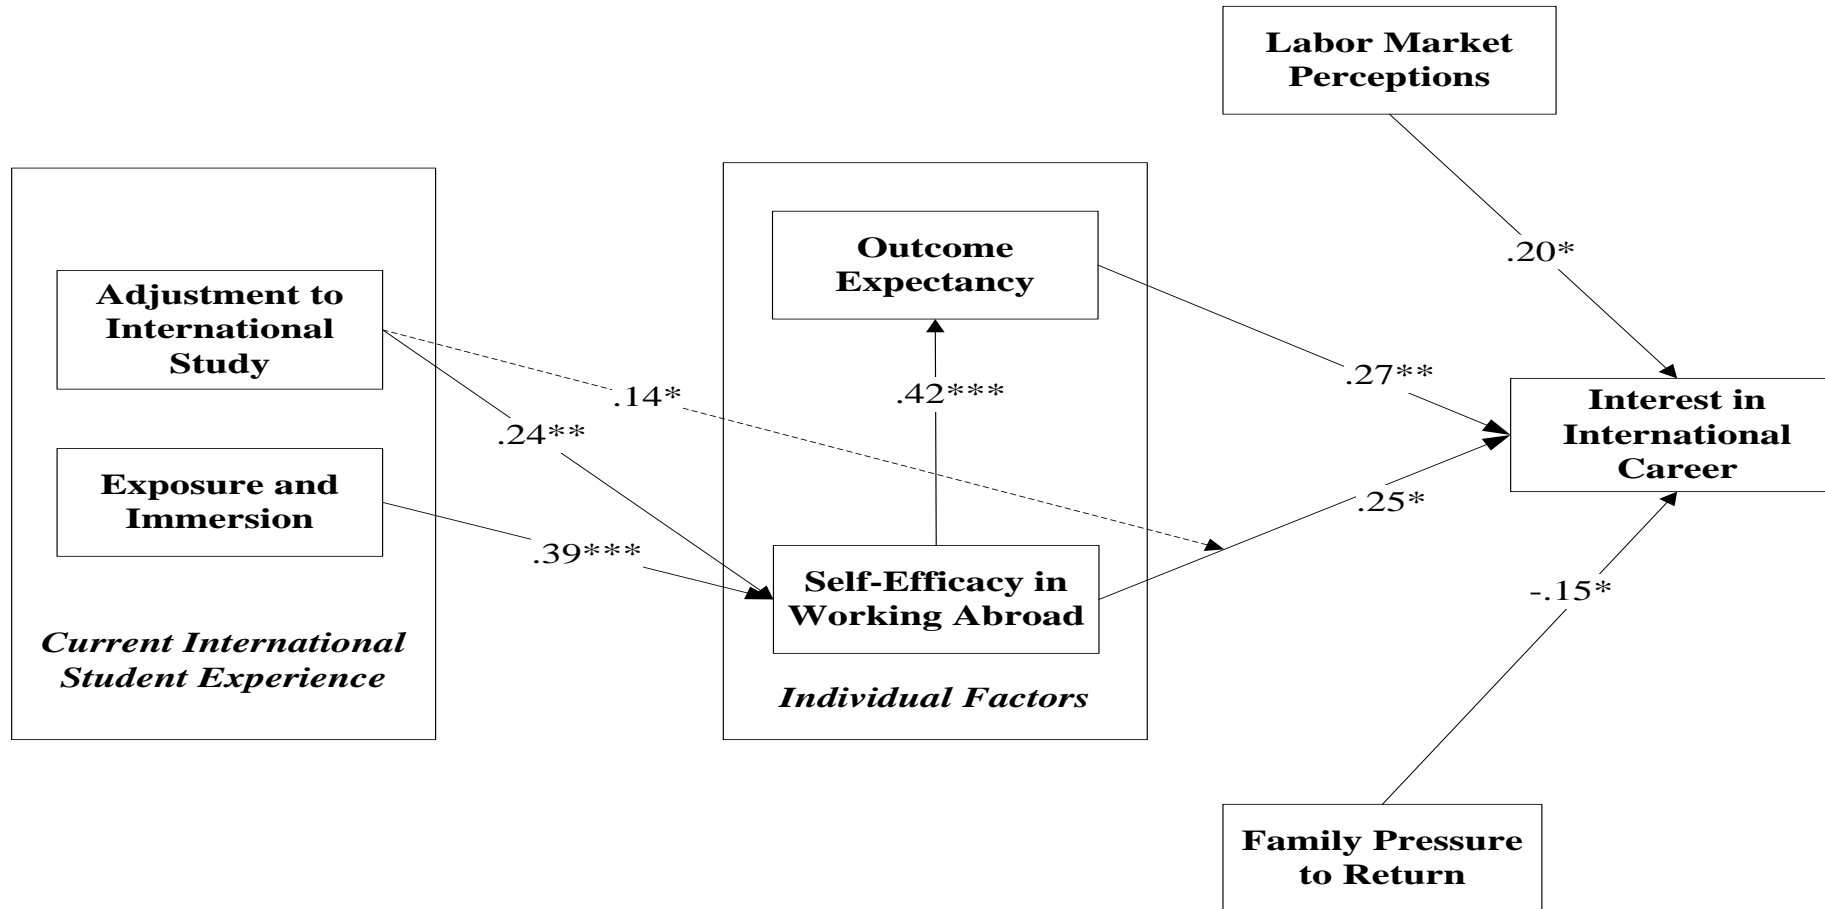 Labor Market
Perceptions
.20*
Adjustment to
International
Study
Exposure and
Immersion
Current International
Student Experience
.14*
.24**
.39***
Outcome
Expectancy
.42***
Self-Efficacy in
Working Abroad
Individual Factors
.27**
.25*
Interest in
International
Career
-.15*
Family Pressure
to Return